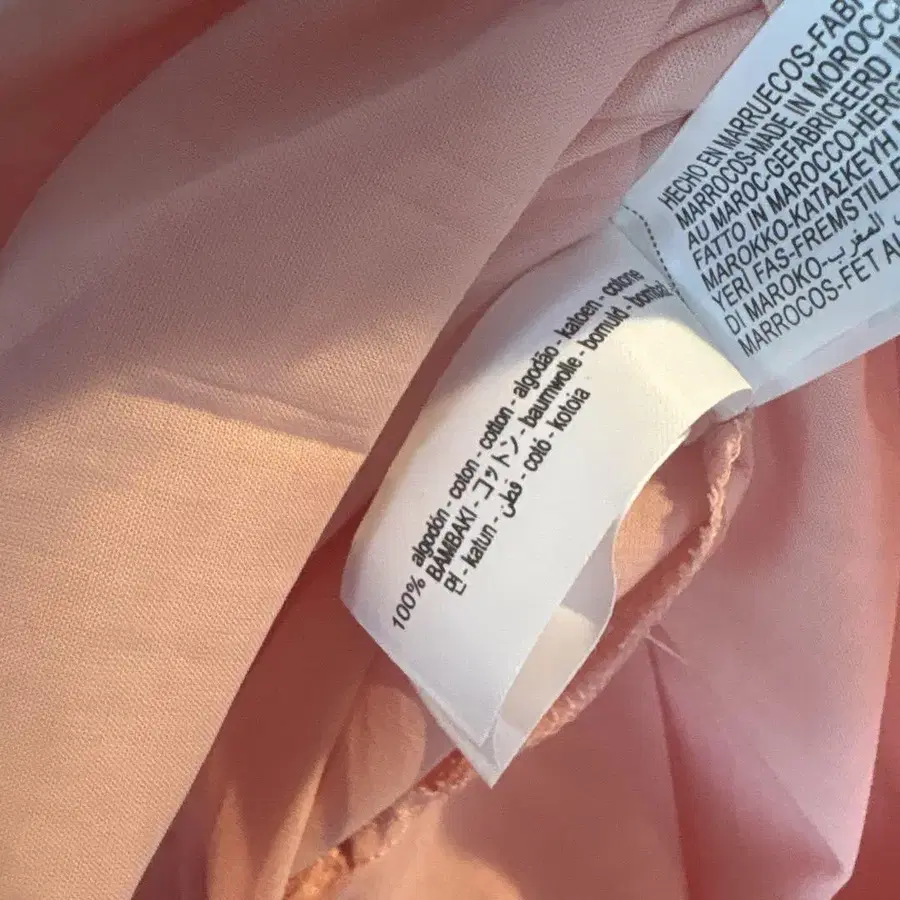 HECHO EN MARRUECOS-FABRI
MARROCOS-MADE IN MOROCCO
AU MAROC-GEFABRICEERD IN
FATTO IN MAROCCO-HERGE
MAROKKO-ΚΑΤΑΣΚΕΥΗ
YERİ FAS-FREMSTILLE
DI MAROKO-المغرب
MARROCOS-FET AL
100% algodón - coton - cotton - algodão - katoen - cotone
BAMBAKI - コットン - baumwolle - bomuld - bombaž
면 - katun - قطن - cotó - kotoia